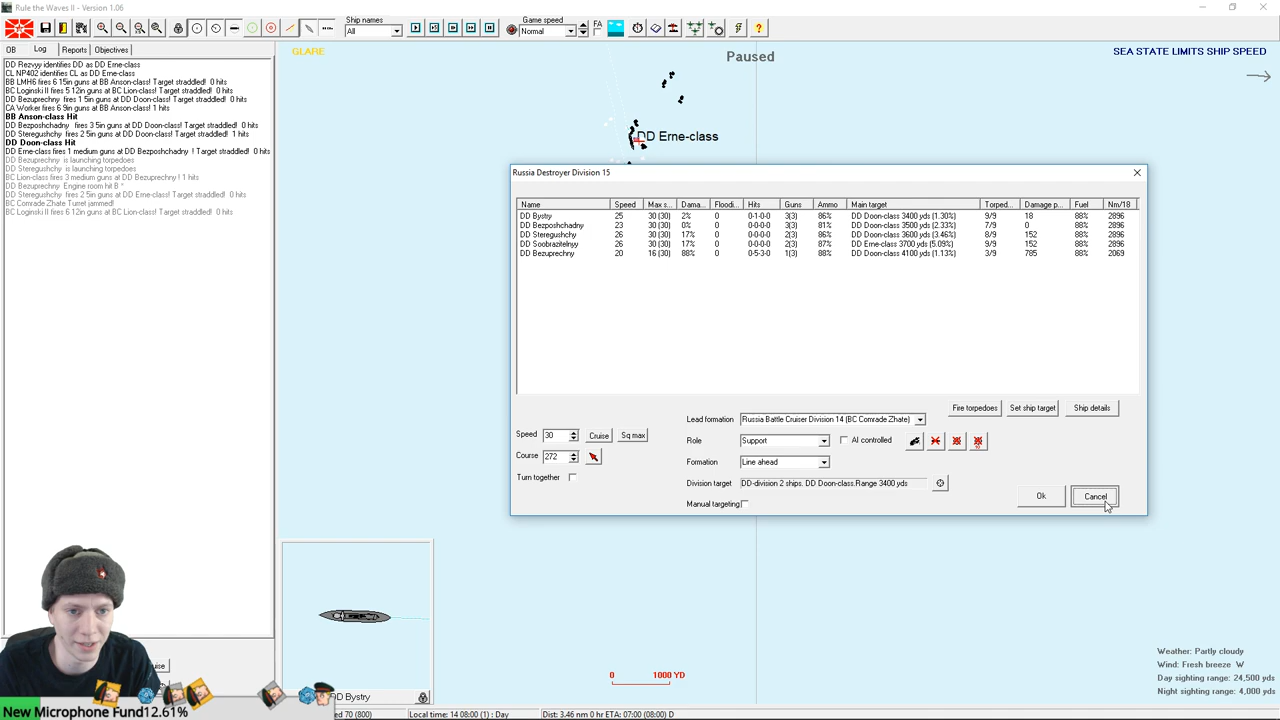 Rule the Waves II - Version 1.06
Ship names
All
Game speed
Normal
FA
OB Log Reports Objectives
DD Rezvyy identifies DD as DD Erne-class
CL NP402 identifies CL as DD Erne-class
BB LMH6 fires 6 15in guns at BB Anson-class! Target straddled! 0 hits
BC Loginski II fires 5 12in guns at BC Lion-class! Target straddled! 0 hits
DD Bezuprechny fires 1 5in guns at DD Doon-class! Target straddled! 0 hits
CA Worker fires 6 9in guns at BB Anson-class! 1 hits
BB Anson-class Hit
DD Bezposhchadny fires 3 5in guns at DD Doon-class! Target straddled! 0 hits
DD Steregushchy fires 2 5in guns at DD Doon-class! Target straddled! 1 hits
DD Doon-class Hit
DD Erne-class fires 1 medium guns at DD Bezposhchadny ! Target straddled! 0 hits
DD Bezuprechny is launching torpedoes
DD Steregushchy is launching torpedoes
BC Lion-class fires 3 medium guns at DD Bezuprechny ! 1 hits
DD Bezuprechny Engine room hit B *
DD Steregushchy fires 2 5in guns at DD Erne-class! Target straddled! 0 hits
BC Comrade Zhate Turret jammed!
BC Loginski II fires 6 12in guns at BC Lion-class! Target straddled! 0 hits
GLARE
Paused
SEA STATE LIMITS SHIP SPEED
DD Erne-class
Russia Destroyer Division 15
Name Speed Max s... Dama... Floodi... Hits Guns Ammo Main target Torped... Damage p... Fuel Nm/18
DD Bystry 25 30 (30) 2% 0 0-1-0-0 3(3) 86% DD Doon-class 3400 yds (1.30%) 9/9 18 88% 2896
DD Bezposhchadny 23 30 (30) 0% 0 0-0-0-0 3(3) 81% DD Doon-class 3500 yds (2.33%) 7/9 0 88% 2896
DD Steregushchy 26 30 (30) 17% 0 0-0-0-0 2(3) 86% DD Doon-class 3600 yds (3.46%) 8/9 152 88% 2896
DD Soobrazitelnyy 26 30 (30) 17% 0 0-0-0-0 2(3) 87% DD Erne-class 3700 yds (5.09%) 9/9 152 88% 2896
DD Bezuprechny 20 16 (30) 88% 0 0-5-3-0 1(3) 88% DD Doon-class 4100 yds (1.13%) 3/9 785 88% 2069
Fire torpedoes Set ship target Ship details
Lead formation Russia Battle Cruiser Division 14 (BC Comrade Zhate)
Speed 30 Cruise Sq max
Role Support AI controlled
Course 272
Formation Line ahead
Turn together
Division target DD-division 2 ships. DD Doon-class.Range 3400 yds
Manual targeting
Ok Cancel
DD Bystry
0 1000 YD
Weather: Partly cloudy
Wind: Fresh breeze W
Day sighting range: 24,500 yds
Night sighting range: 4,000 yds
New Microphone Fund12.61%
Local time: 14 08:00 (1) : Day
Dist: 3.46 nm 0 hr ETA: 07:00 (08:00) D